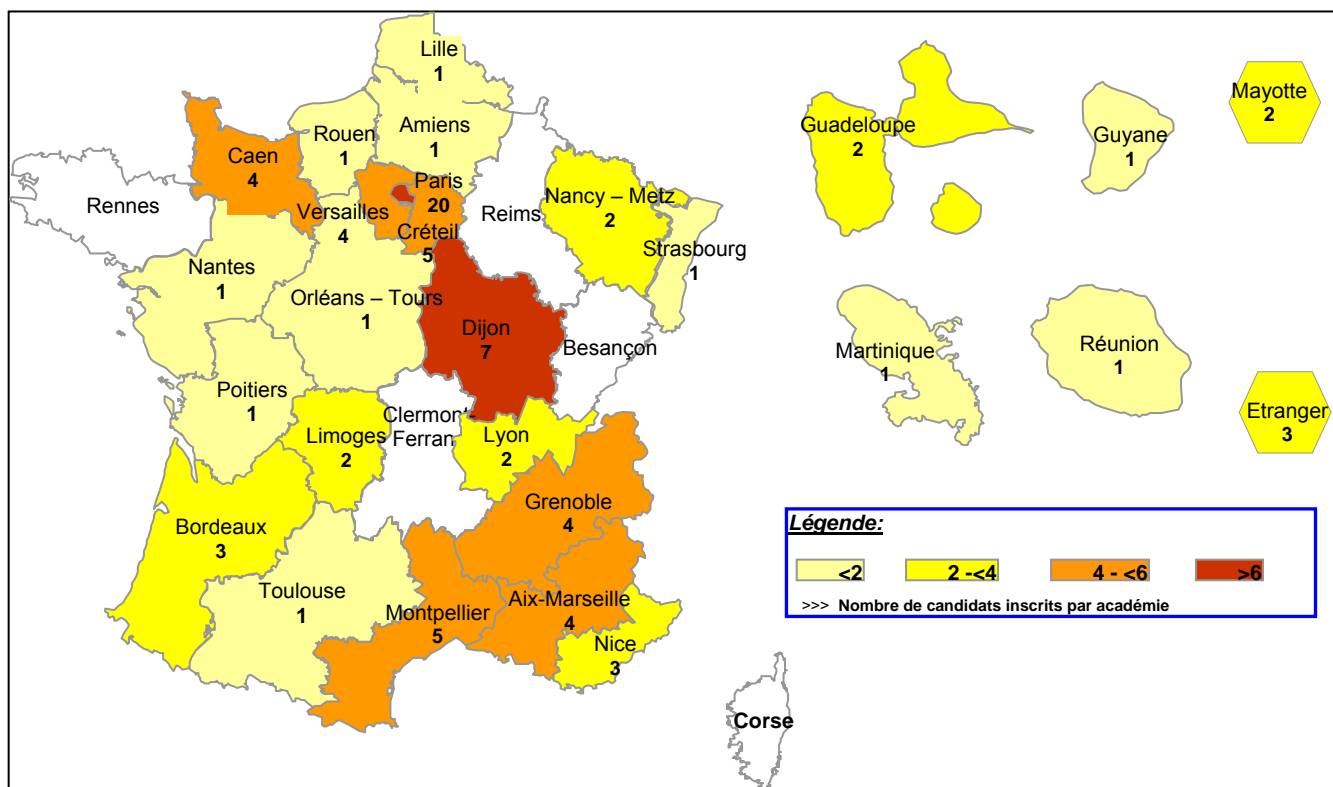 Lille
1
Rouen
1
Amiens
1
Caen
4
Paris
20
Rennes
Versailles
4
Créteil
5
Reims
Nancy – Metz
2
Strasbourg
1
Nantes
1
Orléans – Tours
1
Dijon
7
Besançon
Poitiers
1
Limoges
2
Clermont-
Ferran
Lyon
2
Grenoble
4
Bordeaux
3
Toulouse
1
Montpellier
5
Aix-Marseille
4
Nice
3
Corse
Guadeloupe
2
Guyane
1
Mayotte
2
Martinique
1
Réunion
1
Etranger
3
Légende:
<2
2 -<4
4 - <6
>6
>>> Nombre de candidats inscrits par académie